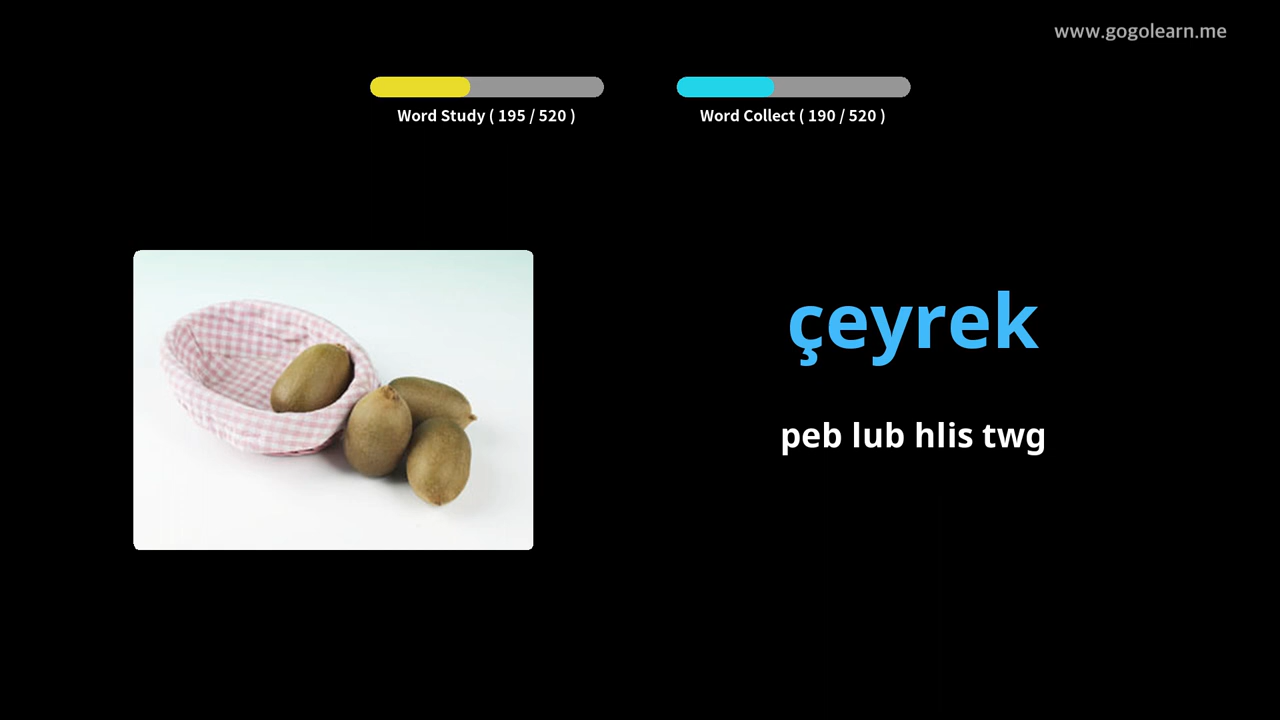 www.gogolearn.me
Word Study ( 195 / 520 )
Word Collect ( 190 / 520 )
çeyrek
peb lub hlis twg